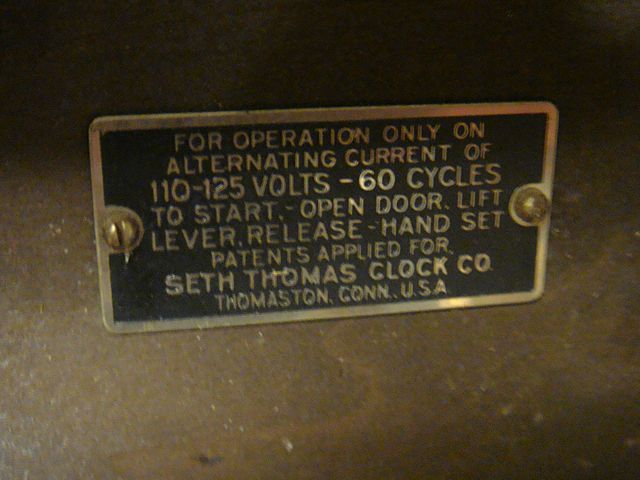 FOR OPERATION ONLY ON
ALTERNATING CURRENT OF
110-125 VOLTS - 60 CYCLES
TO START.- OPEN DOOR. LIFT
LEVER. RELEASE - HAND SET
PATENTS APPLIED FOR.
SETH THOMAS CLOCK CO.
THOMASTON, CONN., U.S.A.